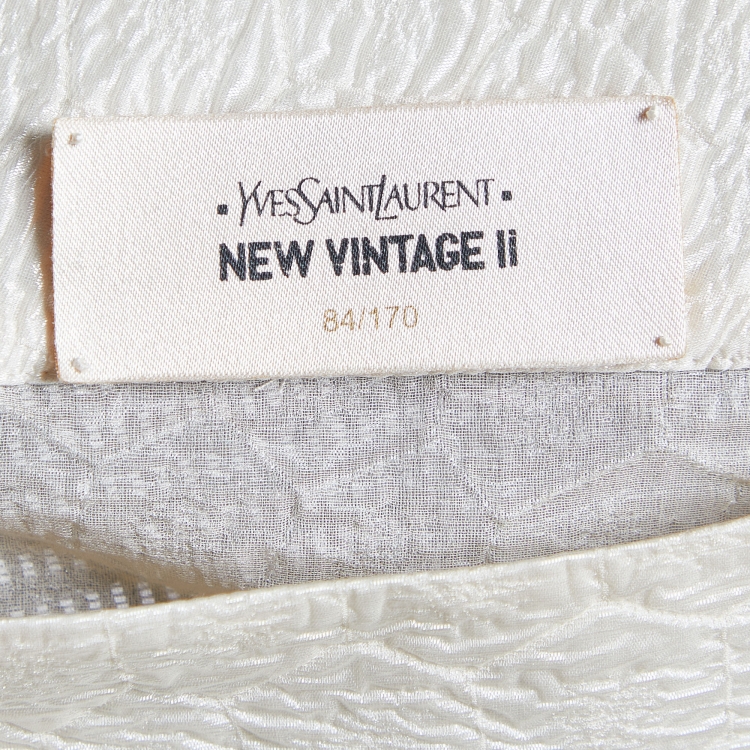 · YVESSAINTLAURENT ·
NEW VINTAGE Ii
84/170